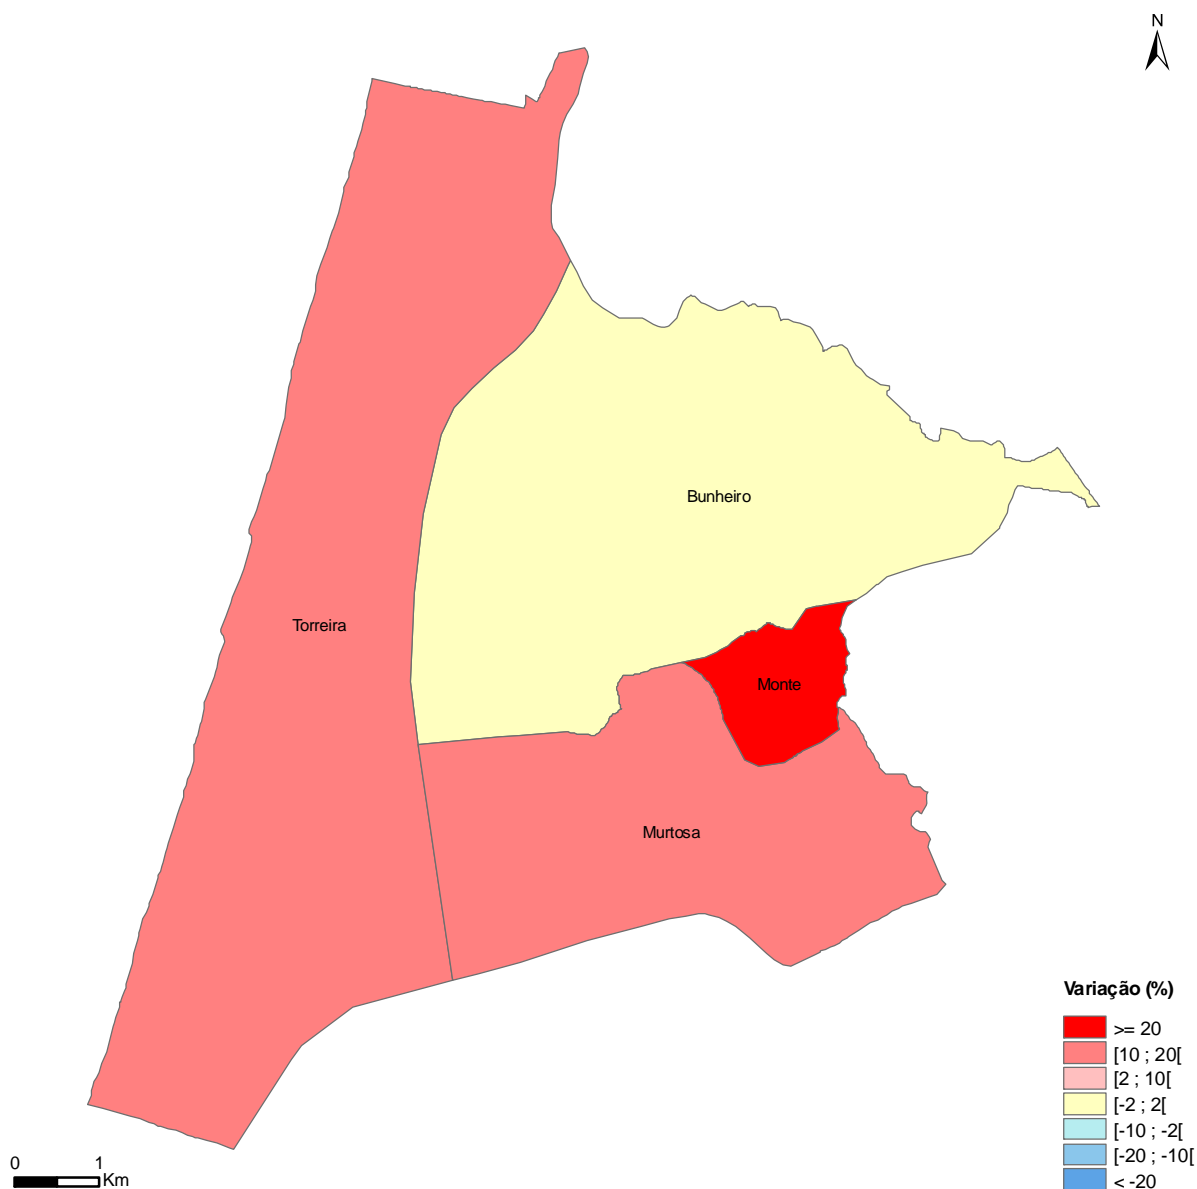 N
Bunheiro
Torreira
Monte
Murtosa
Variação (%)
>= 20
[10 ; 20[
[2 ; 10[
[-2 ; 2[
[-10 ; -2[
[-20 ; -10[
< -20
0 1
Km